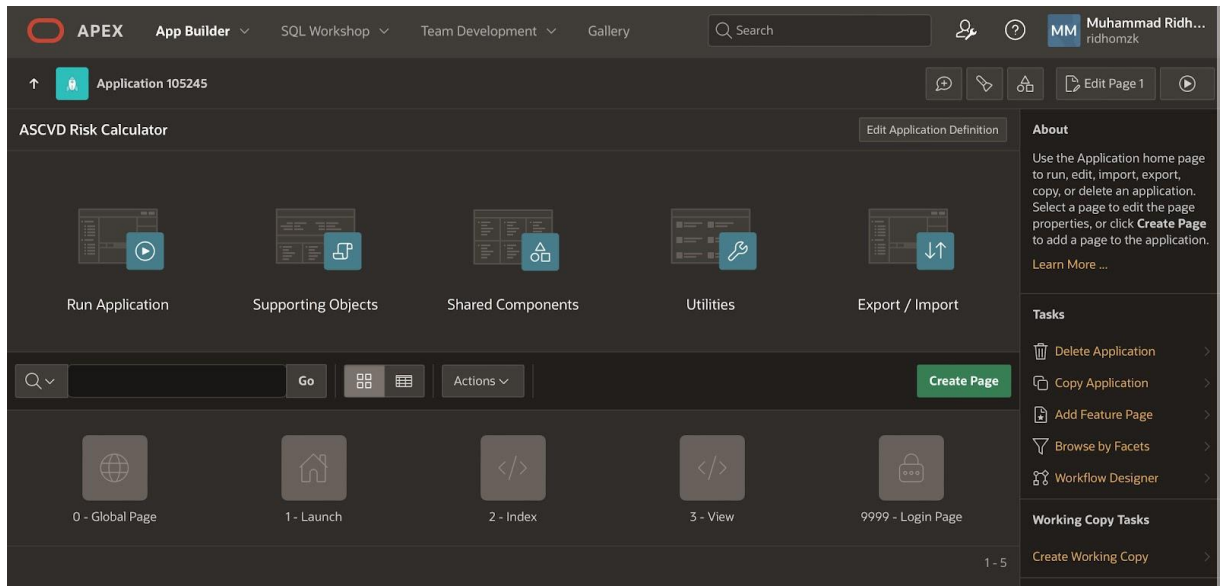 APEX App Builder SQL Workshop Team Development Gallery Search MM Muhammad Ridh...
ridhomzk
Application 105245 Edit Page 1
ASCVD Risk Calculator Edit Application Definition
Run Application Supporting Objects Shared Components Utilities Export / Import
Go Actions Create Page
0 - Global Page 1 - Launch 2 - Index 3 - View 9999 - Login Page
1 - 5
About
Use the Application home page
to run, edit, import, export,
copy, or delete an application.
Select a page to edit the page
properties, or click Create Page
to add a page to the application.
Learn More ...
Tasks
Delete Application
Copy Application
Add Feature Page
Browse by Facets
Workflow Designer
Working Copy Tasks
Create Working Copy